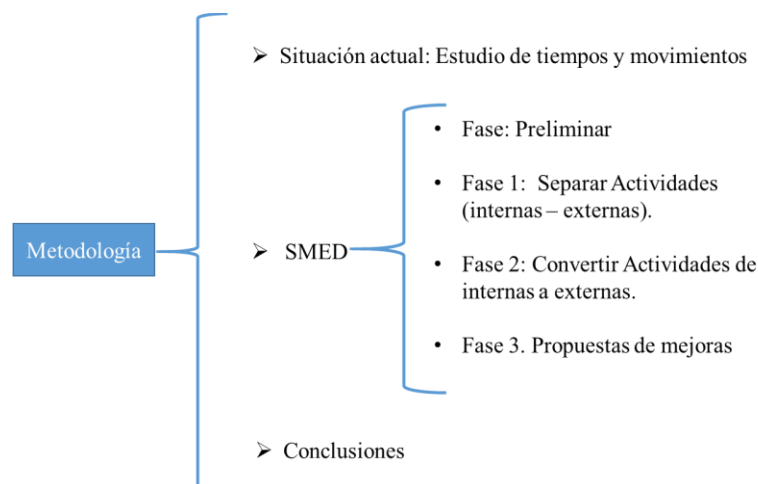 ➢ Situación actual: Estudio de tiempos y movimientos
• Fase: Preliminar
• Fase 1: Separar Actividades
(internas – externas).
Metodología
➢ SMED
• Fase 2: Convertir Actividades de
internas a externas.
• Fase 3. Propuestas de mejoras
➢ Conclusiones